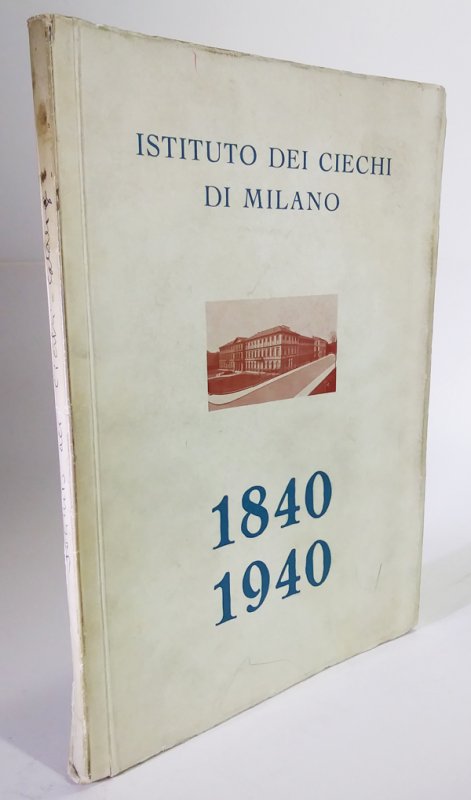 ISTITUTO DEI CIECHI
DI MILANO
1840
1940